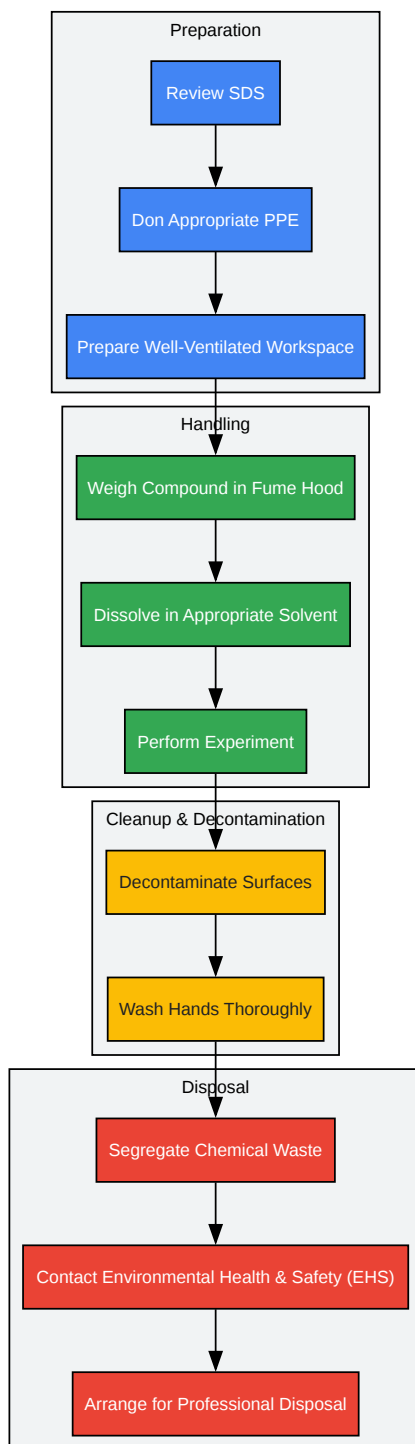 Preparation
Review SDS
Don Appropriate PPE
Prepare Well-Ventilated Workspace
Handling
Weigh Compound in Fume Hood
Dissolve in Appropriate Solvent
Perform Experiment
Cleanup & Decontamination
Decontaminate Surfaces
Wash Hands Thoroughly
Disposal
Segregate Chemical Waste
Contact Environmental Health & Safety (EHS)
Arrange for Professional Disposal